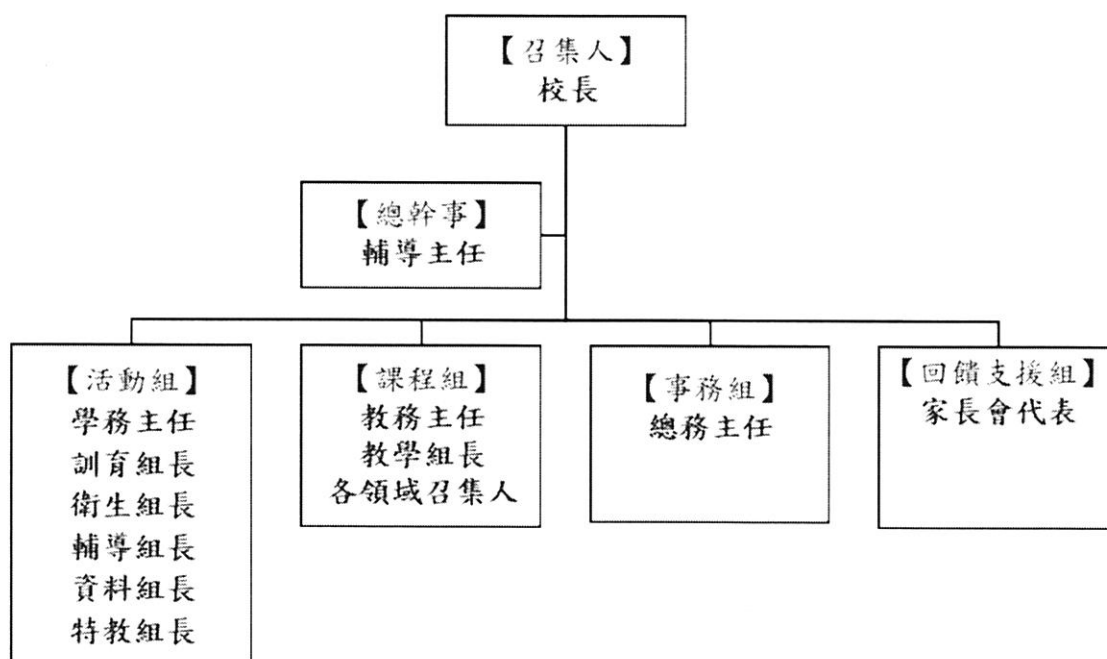 【召集人】
校長
【總幹事】
輔導主任
【活動組】
學務主任
訓育組長
衛生組長
輔導組長
資料組長
特教組長
【課程組】
教務主任
教學組長
各領域召集人
【事務組】
總務主任
【回饋支援組】
家長會代表